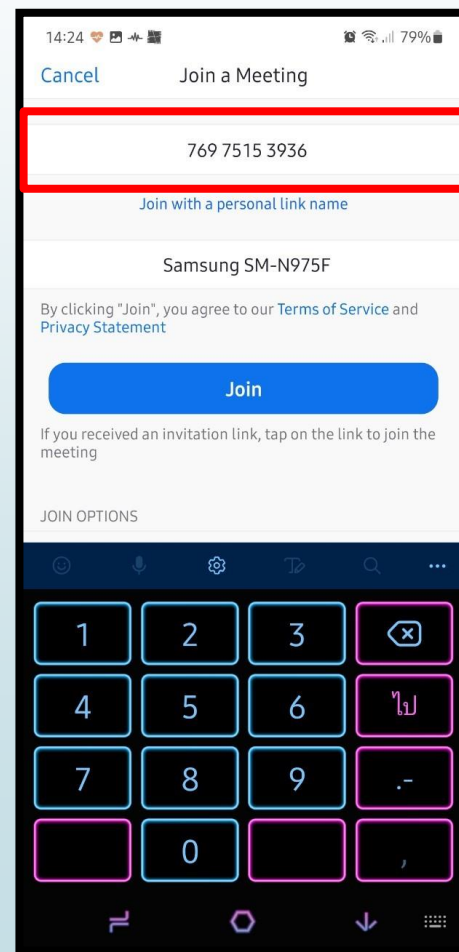 14:24 79%
Cancel Join a Meeting
769 7515 3936
Join with a personal link name
Samsung SM-N975F
By clicking "Join", you agree to our Terms of Service and
Privacy Statement
Join
If you received an invitation link, tap on the link to join the
meeting
JOIN OPTIONS
1 2 3
4 5 6 ไป
7 8 9 .-
0 ,